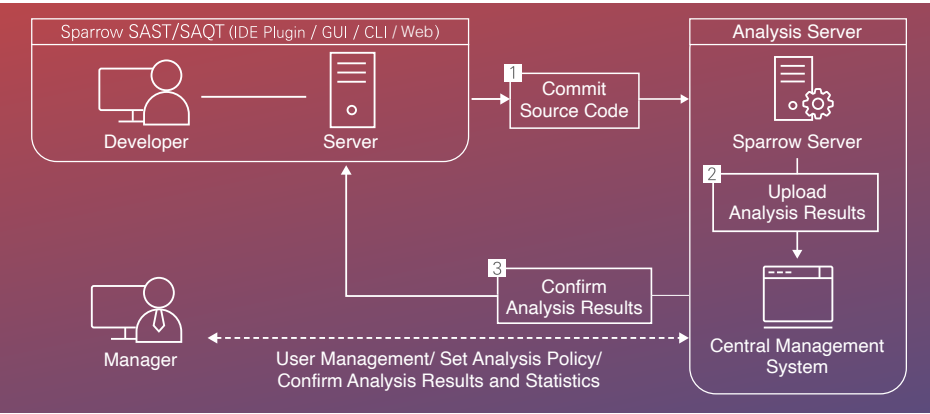 Sparrow SAST/SAQT (IDE Plugin / GUI / CLI / Web)
Developer
Server
1
Commit
Source Code
Analysis Server
Sparrow Server
2
Upload
Analysis Results
Central Management
System
3
Confirm
Analysis Results
Manager
User Management/ Set Analysis Policy/
Confirm Analysis Results and Statistics